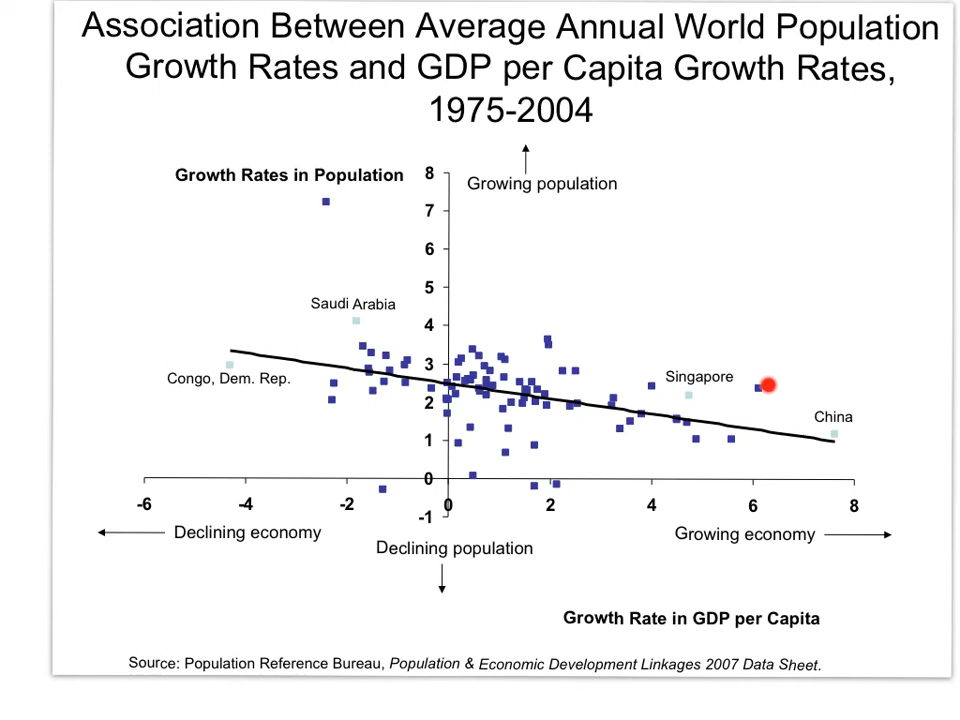 Association Between Average Annual World Population
Growth Rates and GDP per Capita Growth Rates,
1975-2004
Growth Rates in Population
8
Growing population
7
6
5
Saudi Arabia
4
3
Congo, Dem. Rep.
Singapore
2
China
1
0
-6
-4
-2
0
2
4
6
8
-1
Declining economy
Declining population
Growing economy
Growth Rate in GDP per Capita
Source: Population Reference Bureau, Population & Economic Development Linkages 2007 Data Sheet.